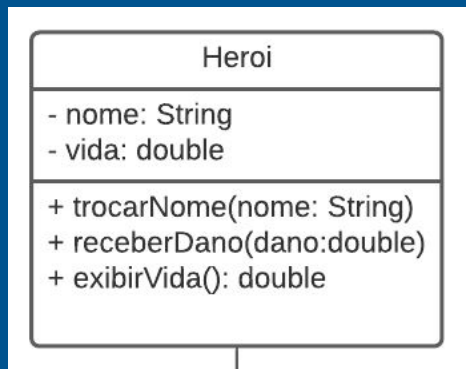 Heroi
- nome: String
- vida: double
+ trocarNome(nome: String)
+ receberDano(dano:double)
+ exibirVida(): double